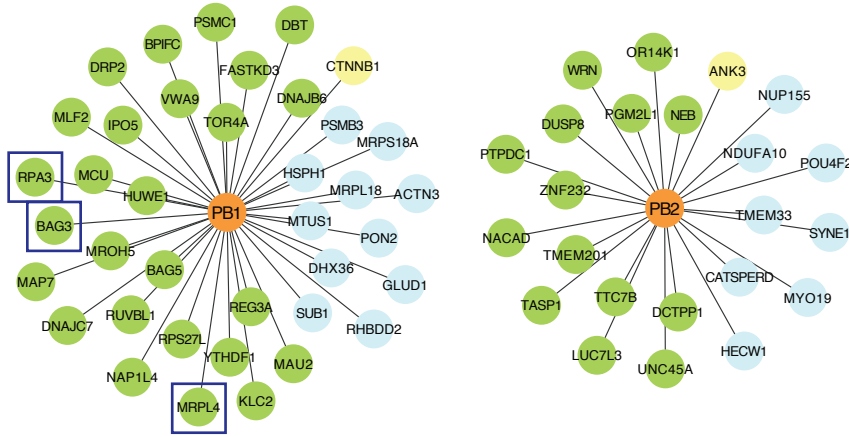 PSMC1
DBT
BPIFC
CTNNB1
DRP2
FASTKD3
VWA9
DNAJB6
MLF2
IPO5
TOR4A
PSMB3
MRPS18A
RPA3
MCU
HSPH1
HUWE1
MRPL18
ACTN3
BAG3
PB1
MTUS1
PON2
MROH5
MAP7
BAG5
DHX36
GLUD1
DNAJC7
RUVBL1
REG3A
SUB1
RHBDD2
RPS27L
YTHDF1
MAU2
NAP1L4
MRPL4
KLC2
OR14K1
WRN
ANK3
NUP155
DUSP8
PGM2L1
NEB
PTPDC1
NDUFA10
POU4F2
ZNF232
PB2
TMEM33
NACAD
SYNE1
TMEM201
CATSPERD
TASP1
TTC7B
MYO19
DCTPP1
LUC7L3
HECW1
UNC45A